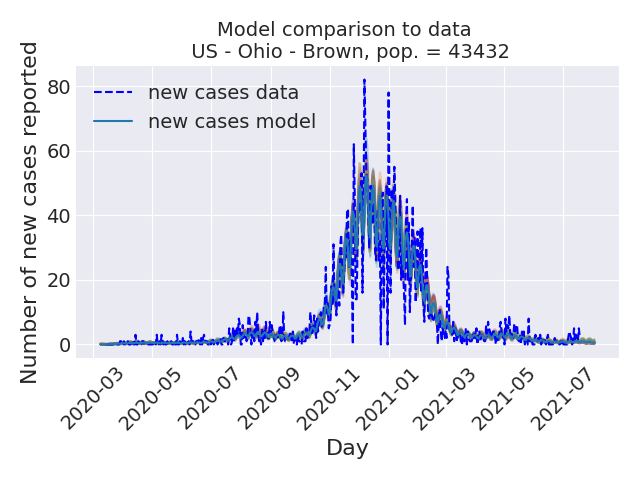 Model comparison to data
US - Ohio - Brown, pop. = 43432
Number of new cases reported
80
60
40
20
0
new cases data
new cases model
2020-03
2020-05
2020-07
2020-09
2020-11
2021-01
2021-03
2021-05
2021-07
Day